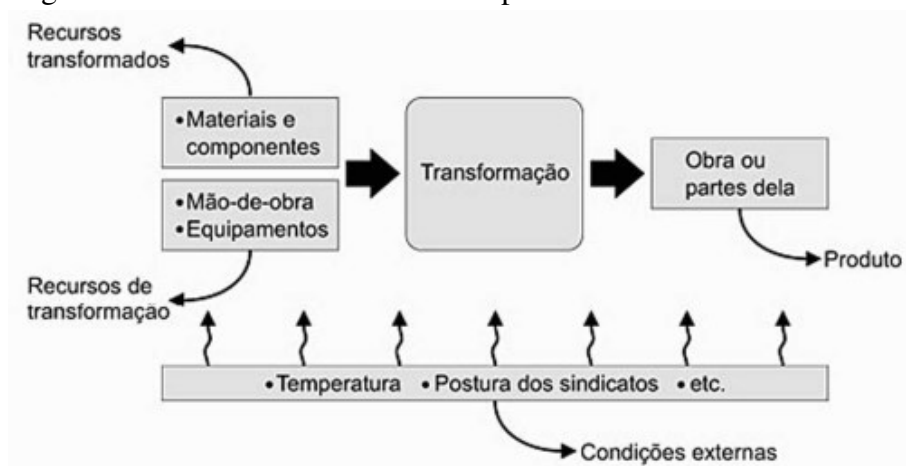 Recursos
transformados
• Materiais e
componentes
• Mão-de-obra
• Equipamentos
Recursos de
transformação
Transformação
Obra ou
partes dela
Produto
• Temperatura • Postura dos sindicatos • etc.
Condições externas